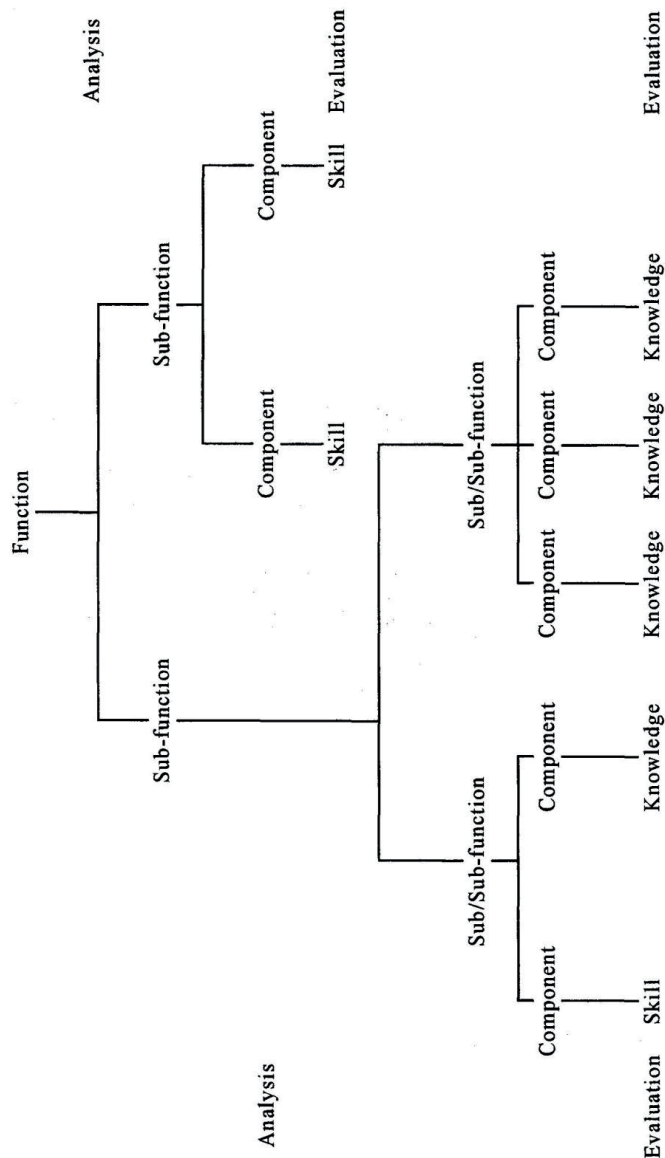 Function
Analysis
Sub-function
Sub-function
Analysis
Component
Component
Skill
Skill
Evaluation
Sub/Sub-function
Sub/Sub-function
Component
Component
Component
Component
Component
Evaluation
Skill
Knowledge
Knowledge
Knowledge
Knowledge
Evaluation